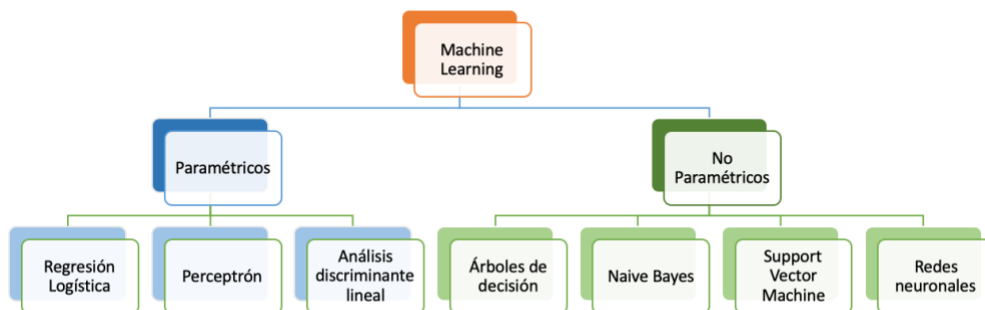 Machine
Learning
Paramétricos
No
Paramétricos
Regresión
Logística
Perceptrón
Análisis
discriminante
lineal
Árboles de
decisión
Naive Bayes
Support
Vector
Machine
Redes
neuronales